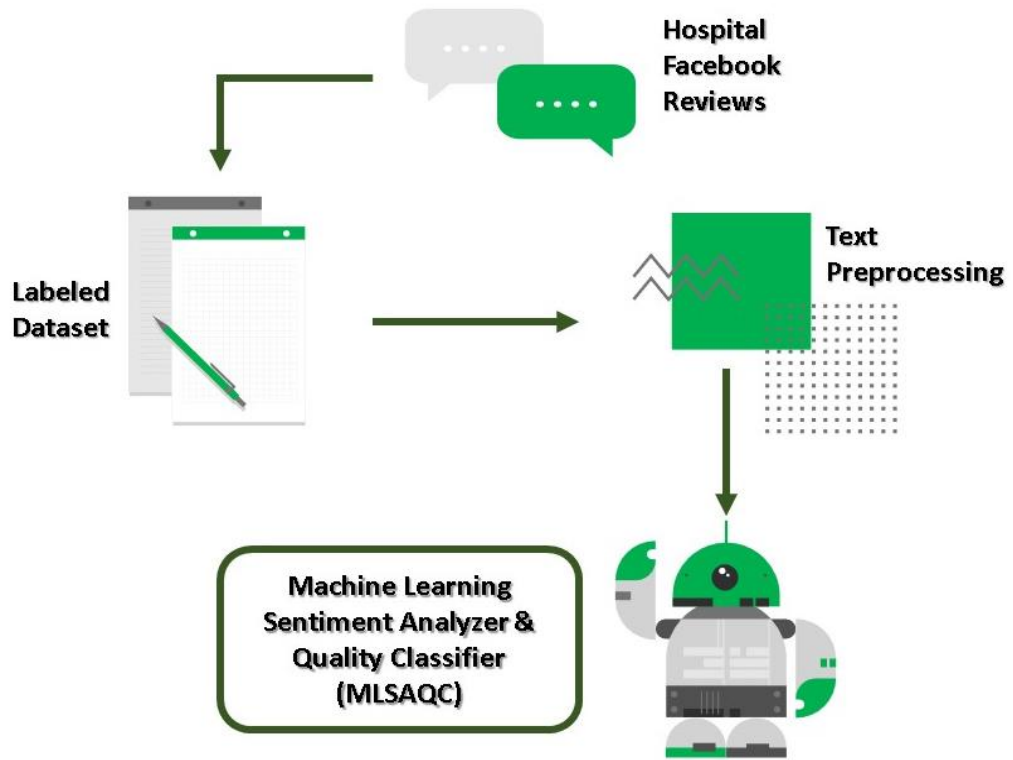 Hospital
Facebook
Reviews
Labeled
Dataset
Text
Preprocessing
Machine Learning
Sentiment Analyzer &
Quality Classifier
(MLSAQC)